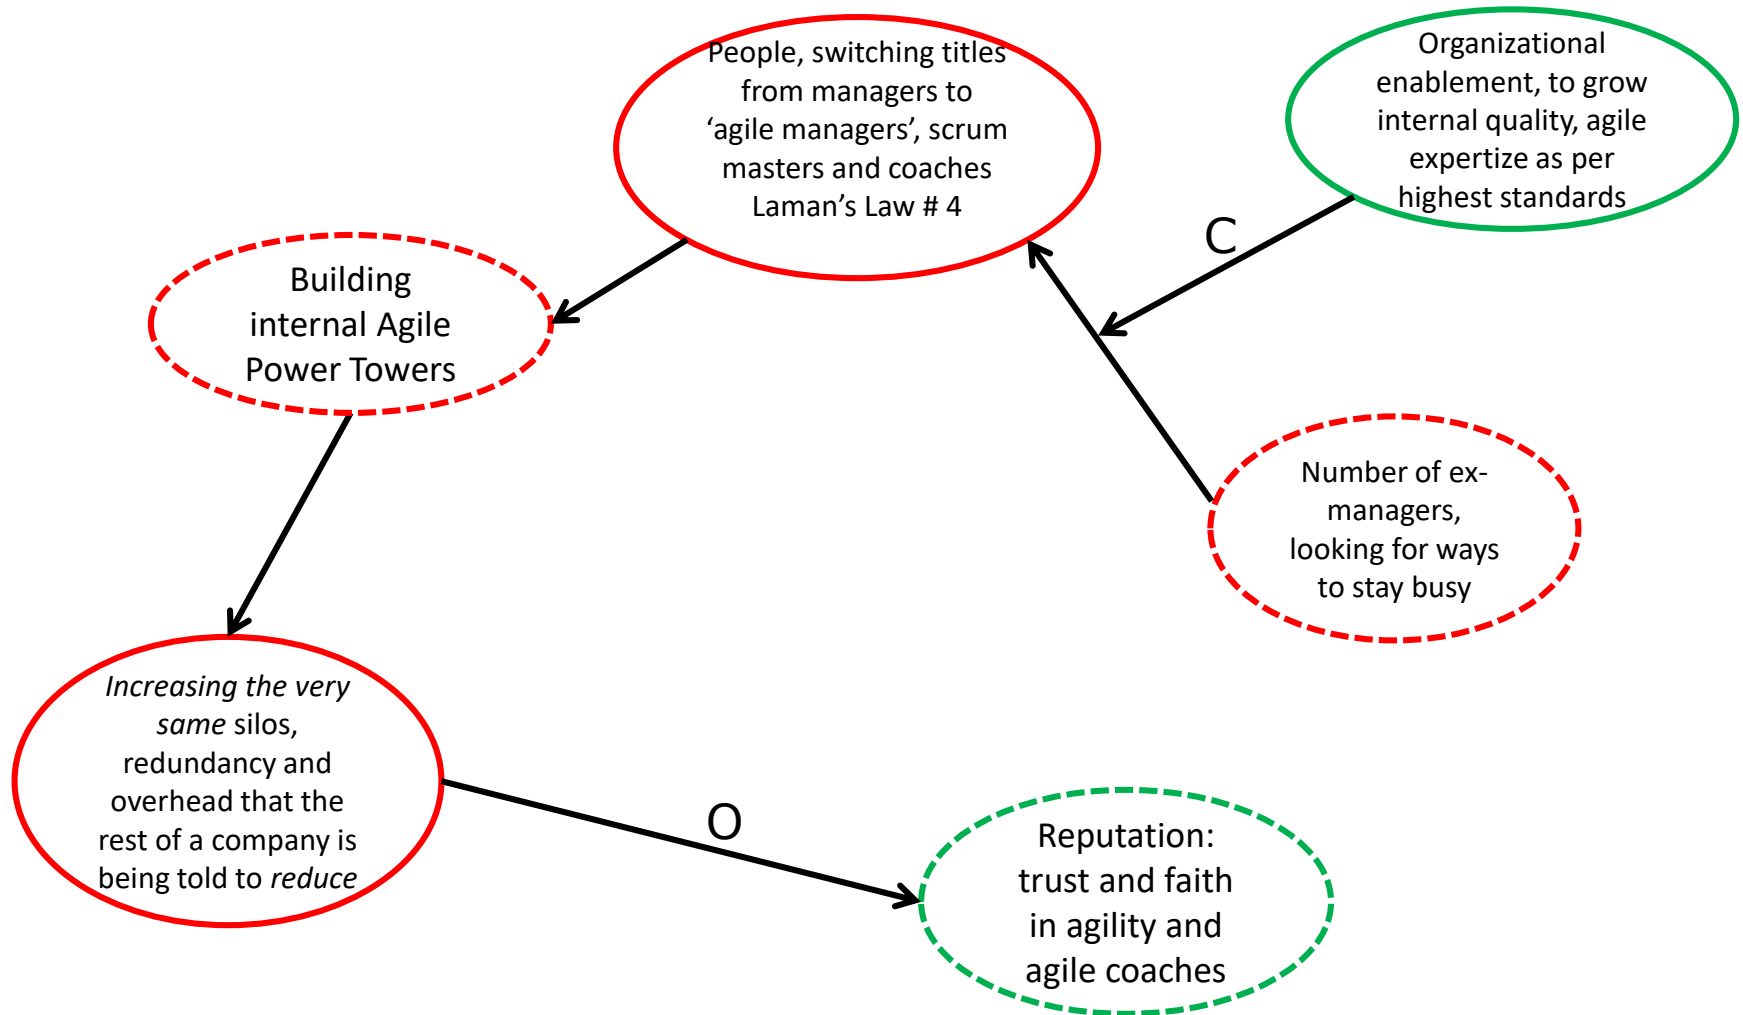 People, switching titles
from managers to
‘agile managers’, scrum
masters and coaches
Laman’s Law # 4
Organizational
enablement, to grow
internal quality, agile
expertize as per
highest standards
C
Building
internal Agile
Power Towers
Number of ex-
managers,
looking for ways
to stay busy
Increasing the very
same silos,
redundancy and
overhead that the
rest of a company is
being told to reduce
O
Reputation:
trust and faith
in agility and
agile coaches